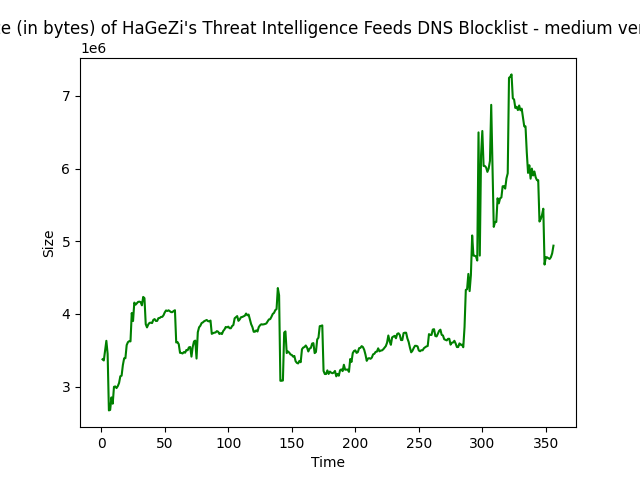 e (in bytes) of HaGeZi's Threat Intelligence Feeds DNS Blocklist - medium ver
1e6
7
6
5
4
3
Size
0 50 100 150 200 250 300 350
Time